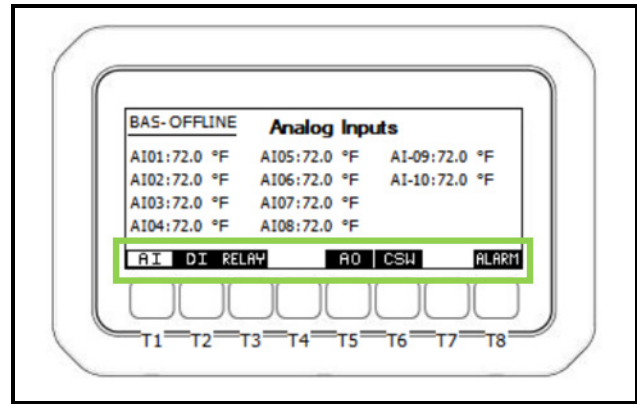 BAS-OFFLINE Analog Inputs
AI01:72.0 °F AI05:72.0 °F AI-09:72.0 °F
AI02:72.0 °F AI06:72.0 °F AI-10:72.0 °F
AI03:72.0 °F AI07:72.0 °F
AI04:72.0 °F AI08:72.0 °F
AI DI RELAY AO CSW ALARM
T1 T2 T3 T4 T5 T6 T7 T8